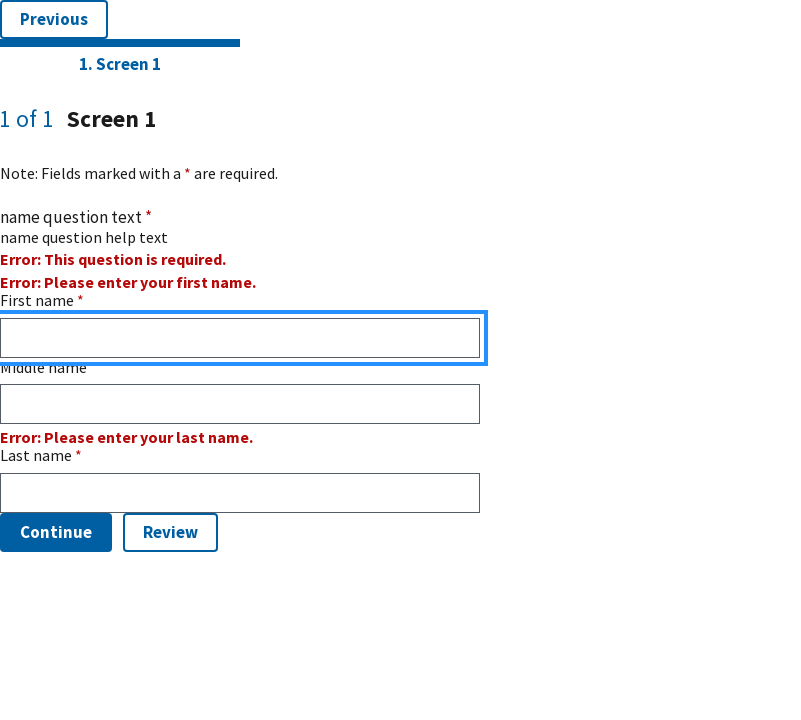 Previous
1. Screen 1
1 of 1 Screen 1
Note: Fields marked with a * are required.
name question text *
name question help text
Error: This question is required.
Error: Please enter your first name.
First name *
Middle name
Error: Please enter your last name.
Last name *
Continue Review